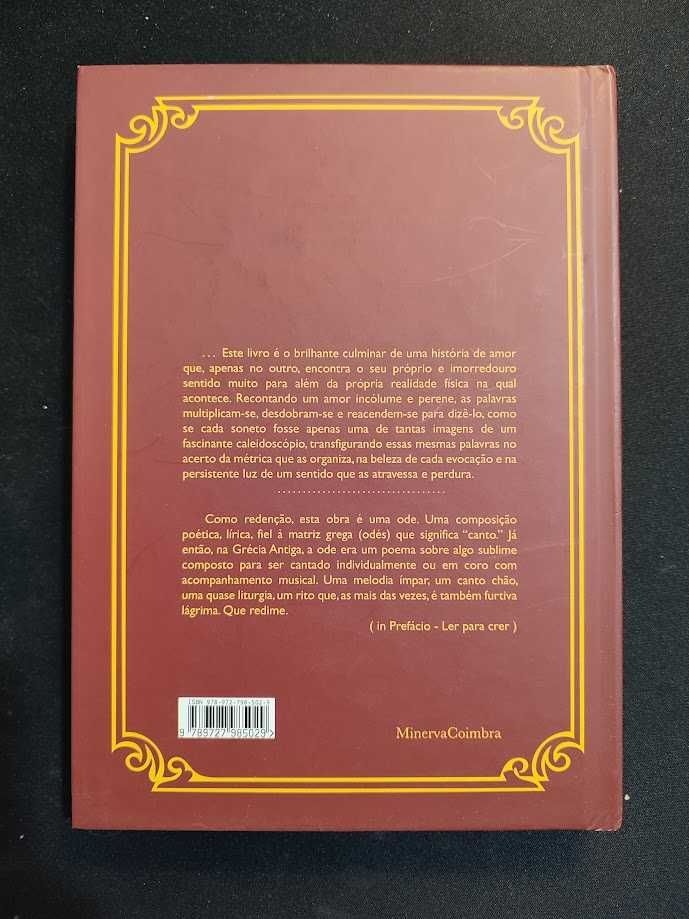 ... Este livro é o brilhante culminar de uma história de amor
que, apenas no outro, encontra o seu próprio e imorredouro
sentido muito para além da própria realidade física na qual
acontece. Recontando um amor incólume e perene, as palavras
multiplicam-se, desdobram-se e reacendem-se para dizê-lo, como
se cada soneto fosse apenas uma de tantas imagens de um
fascinante caleidoscópio, transfigurando essas mesmas palavras no
acerto da métrica que as organiza, na beleza de cada evocação e na
persistente luz de um sentido que as atravessa e perdura.
..................................
Como redenção, esta obra é uma ode. Uma composição
poética, lírica, fiel à matriz grega (odés) que significa “canto.” Já
então, na Grécia Antiga, a ode era um poema sobre algo sublime
composto para ser cantado individualmente ou em coro com
acompanhamento musical. Uma melodia ímpar, um canto chão,
uma quase liturgia, um rito que, as mais das vezes, é também furtiva
lágrima. Que redime.
( in Prefácio - Ler para crer )
ISBN 978-972-798-502-9
9 789727 985029 >
MinervaCoimbra